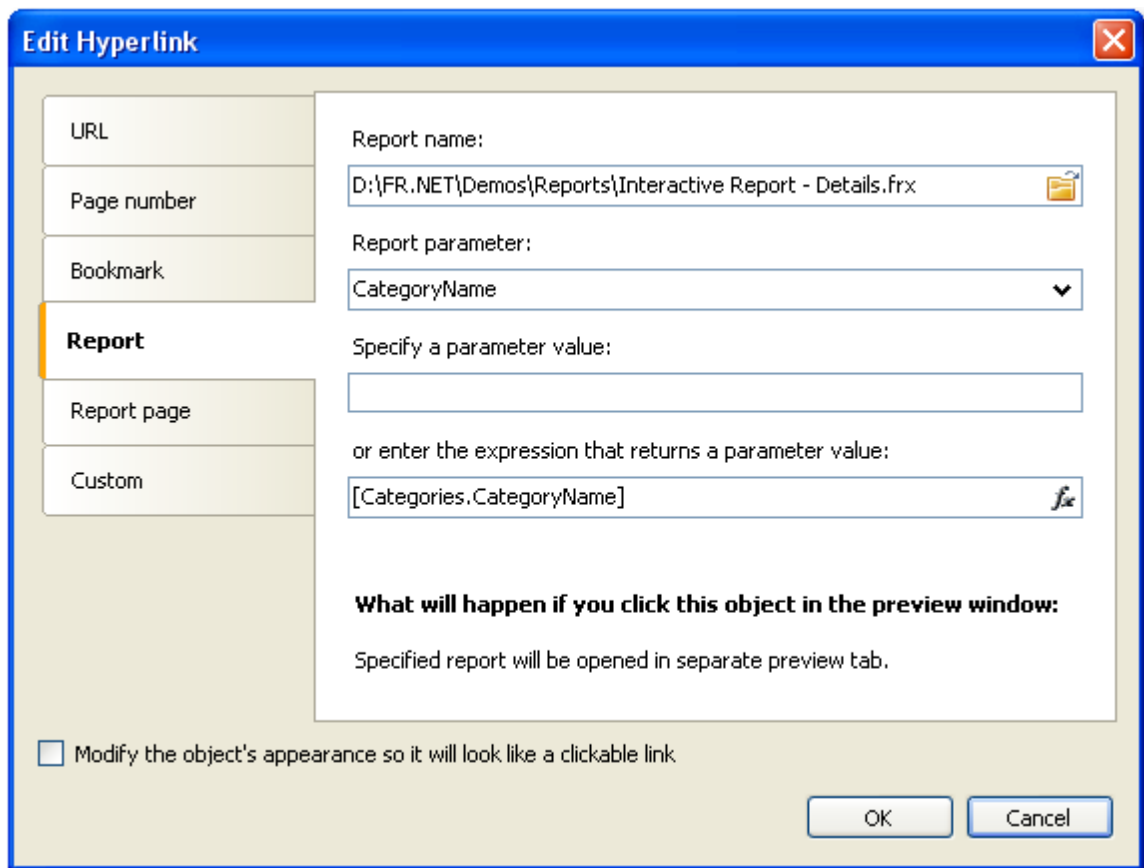 Edit Hyperlink
URL
Page number
Bookmark
Report
Report page
Custom
Report name:
D:\FR.NET\Demos\Reports\Interactive Report - Details.frx
Report parameter:
CategoryName
Specify a parameter value:
or enter the expression that returns a parameter value:
[Categories.CategoryName]
fx
What will happen if you click this object in the preview window:
Specified report will be opened in separate preview tab.
Modify the object's appearance so it will look like a clickable link
OK
Cancel